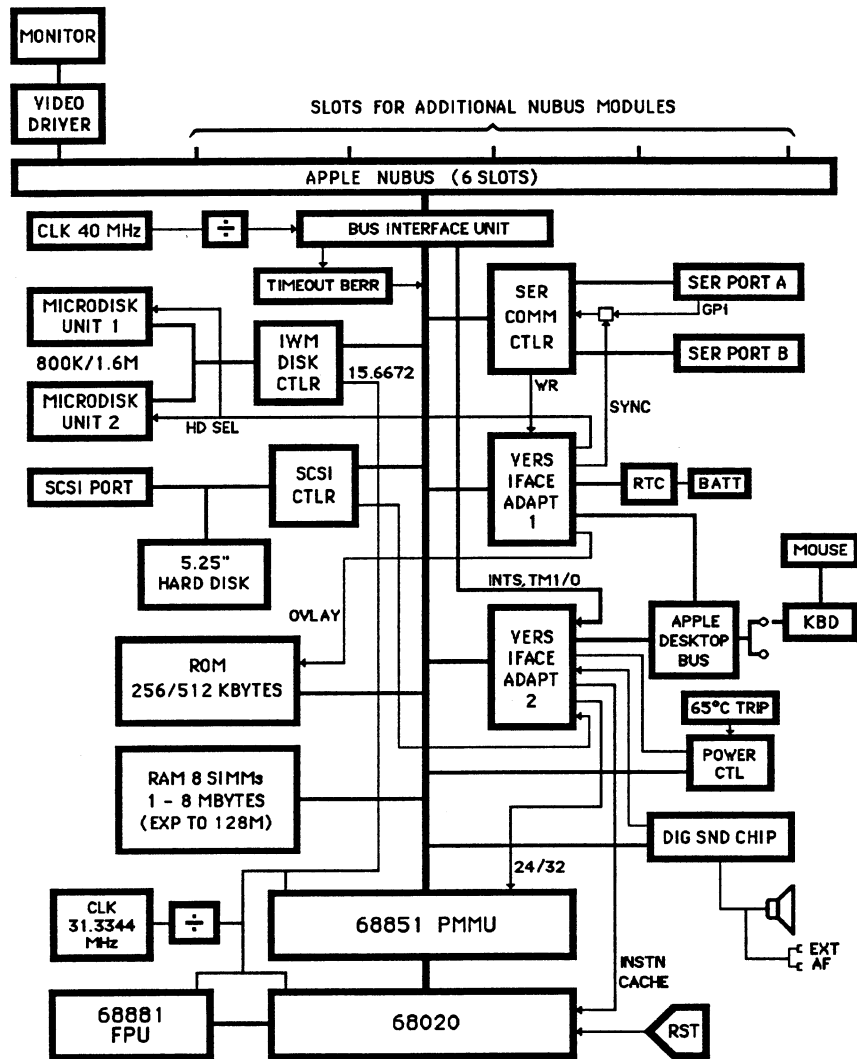 MONITOR
VIDEO
DRIVER
SLOTS FOR ADDITIONAL NUBUS MODULES
APPLE NUBUS (6 SLOTS)
CLK 40 MHz
÷
BUS INTERFACE UNIT
TIMEOUT BERR
SER
COMM
CTLR
SER PORT A
GPi
SER PORT B
MICRODISK
UNIT 1
800K/1.6M
MICRODISK
UNIT 2
IWM
DISK
CTLR
15.6672
HD SEL
WR
SYNC
SCSI PORT
SCSI
CTLR
5.25"
HARD DISK
VERS
IFACE
ADAPT
1
RTC
BATT
MOUSE
KBD
INTS,TM1/0
OVLAY
APPLE
DESKTOP
BUS
ROM
256/512 KBYTES
VERS
IFACE
ADAPT
2
65°C TRIP
POWER
CTL
RAM 8 SIMMs
1 - 8 MBYTES
(EXP TO 128M)
DIG SND CHIP
24/32
CLK
31.3344
MHz
÷
68851 PMMU
EXT
AF
INSTN
CACHE
68881
FPU
68020
RST